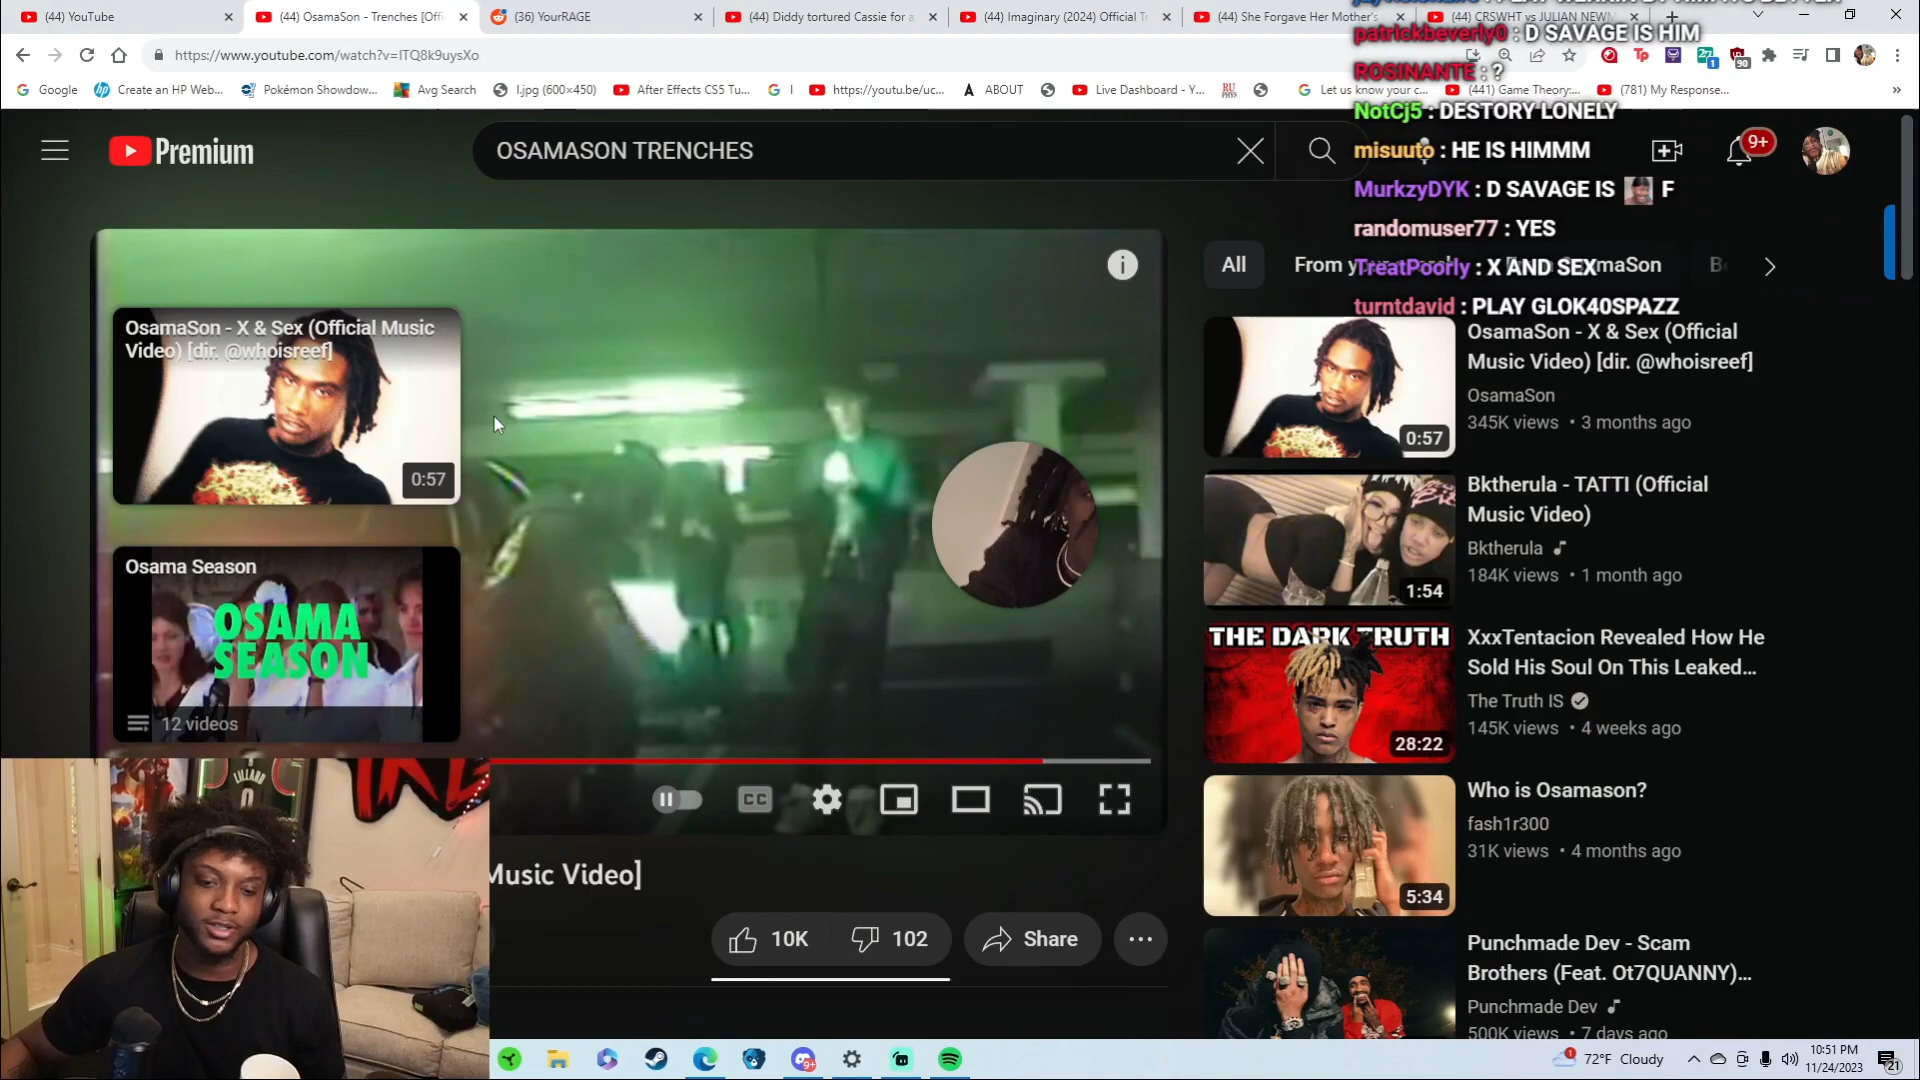 (44) YouTube
(44) OsamaSon - Trenches [Offi
(36) YourRAGE
(44) Diddy tortured Cassie for a
(44) Imaginary (2024) Official Tr
(44) She Forgave Her Mother's
(44) CRSWHT vs JULIAN NEWM
https://www.youtube.com/watch?v=lTQ8k9uysXo
patrickbeverly0 : D SAVAGE IS HIM
Google
Create an HP Web...
Pokémon Showdow...
Avg Search
l.jpg (600×450)
After Effects CS5 Tu...
https://youtu.be/uc...
ABOUT
Live Dashboard - Y...
Let us know your c...
(441) Game Theory:...
(781) My Response...
ROSINANTE : ?
NotCj5 : DESTORY LONELY
Premium
OSAMASON TRENCHES
9+
misuuto : HE IS HIMMM
MurkzyDYK : D SAVAGE IS F
randomuser77 : YES
TreatPoorly : X AND SEX
turntdavid : PLAY GLOK40SPAZZ
All
OsamaSon - X & Sex (Official Music
Video) [dir. @whoisreef]
0:57
Osama Season
OSAMA
SEASON
12 videos
OsamaSon - X & Sex (Official
Music Video) [dir. @whoisreef]
OsamaSon
345K views • 3 months ago
0:57
Bktherula - TATTI (Official
Music Video)
Bktherula
184K views • 1 month ago
1:54
THE DARK TRUTH
XxxTentacion Revealed How He
Sold His Soul On This Leaked...
The Truth IS
145K views • 4 weeks ago
28:22
Who is Osamason?
fash1r300
31K views • 4 months ago
5:34
Punchmade Dev - Scam
Brothers (Feat. Ot7QUANNY)...
Punchmade Dev
500K views • 7 days ago
CC
Music Video]
10K
102
Share
LILLARD
0
72°F Cloudy
10:51 PM
11/24/2023
21